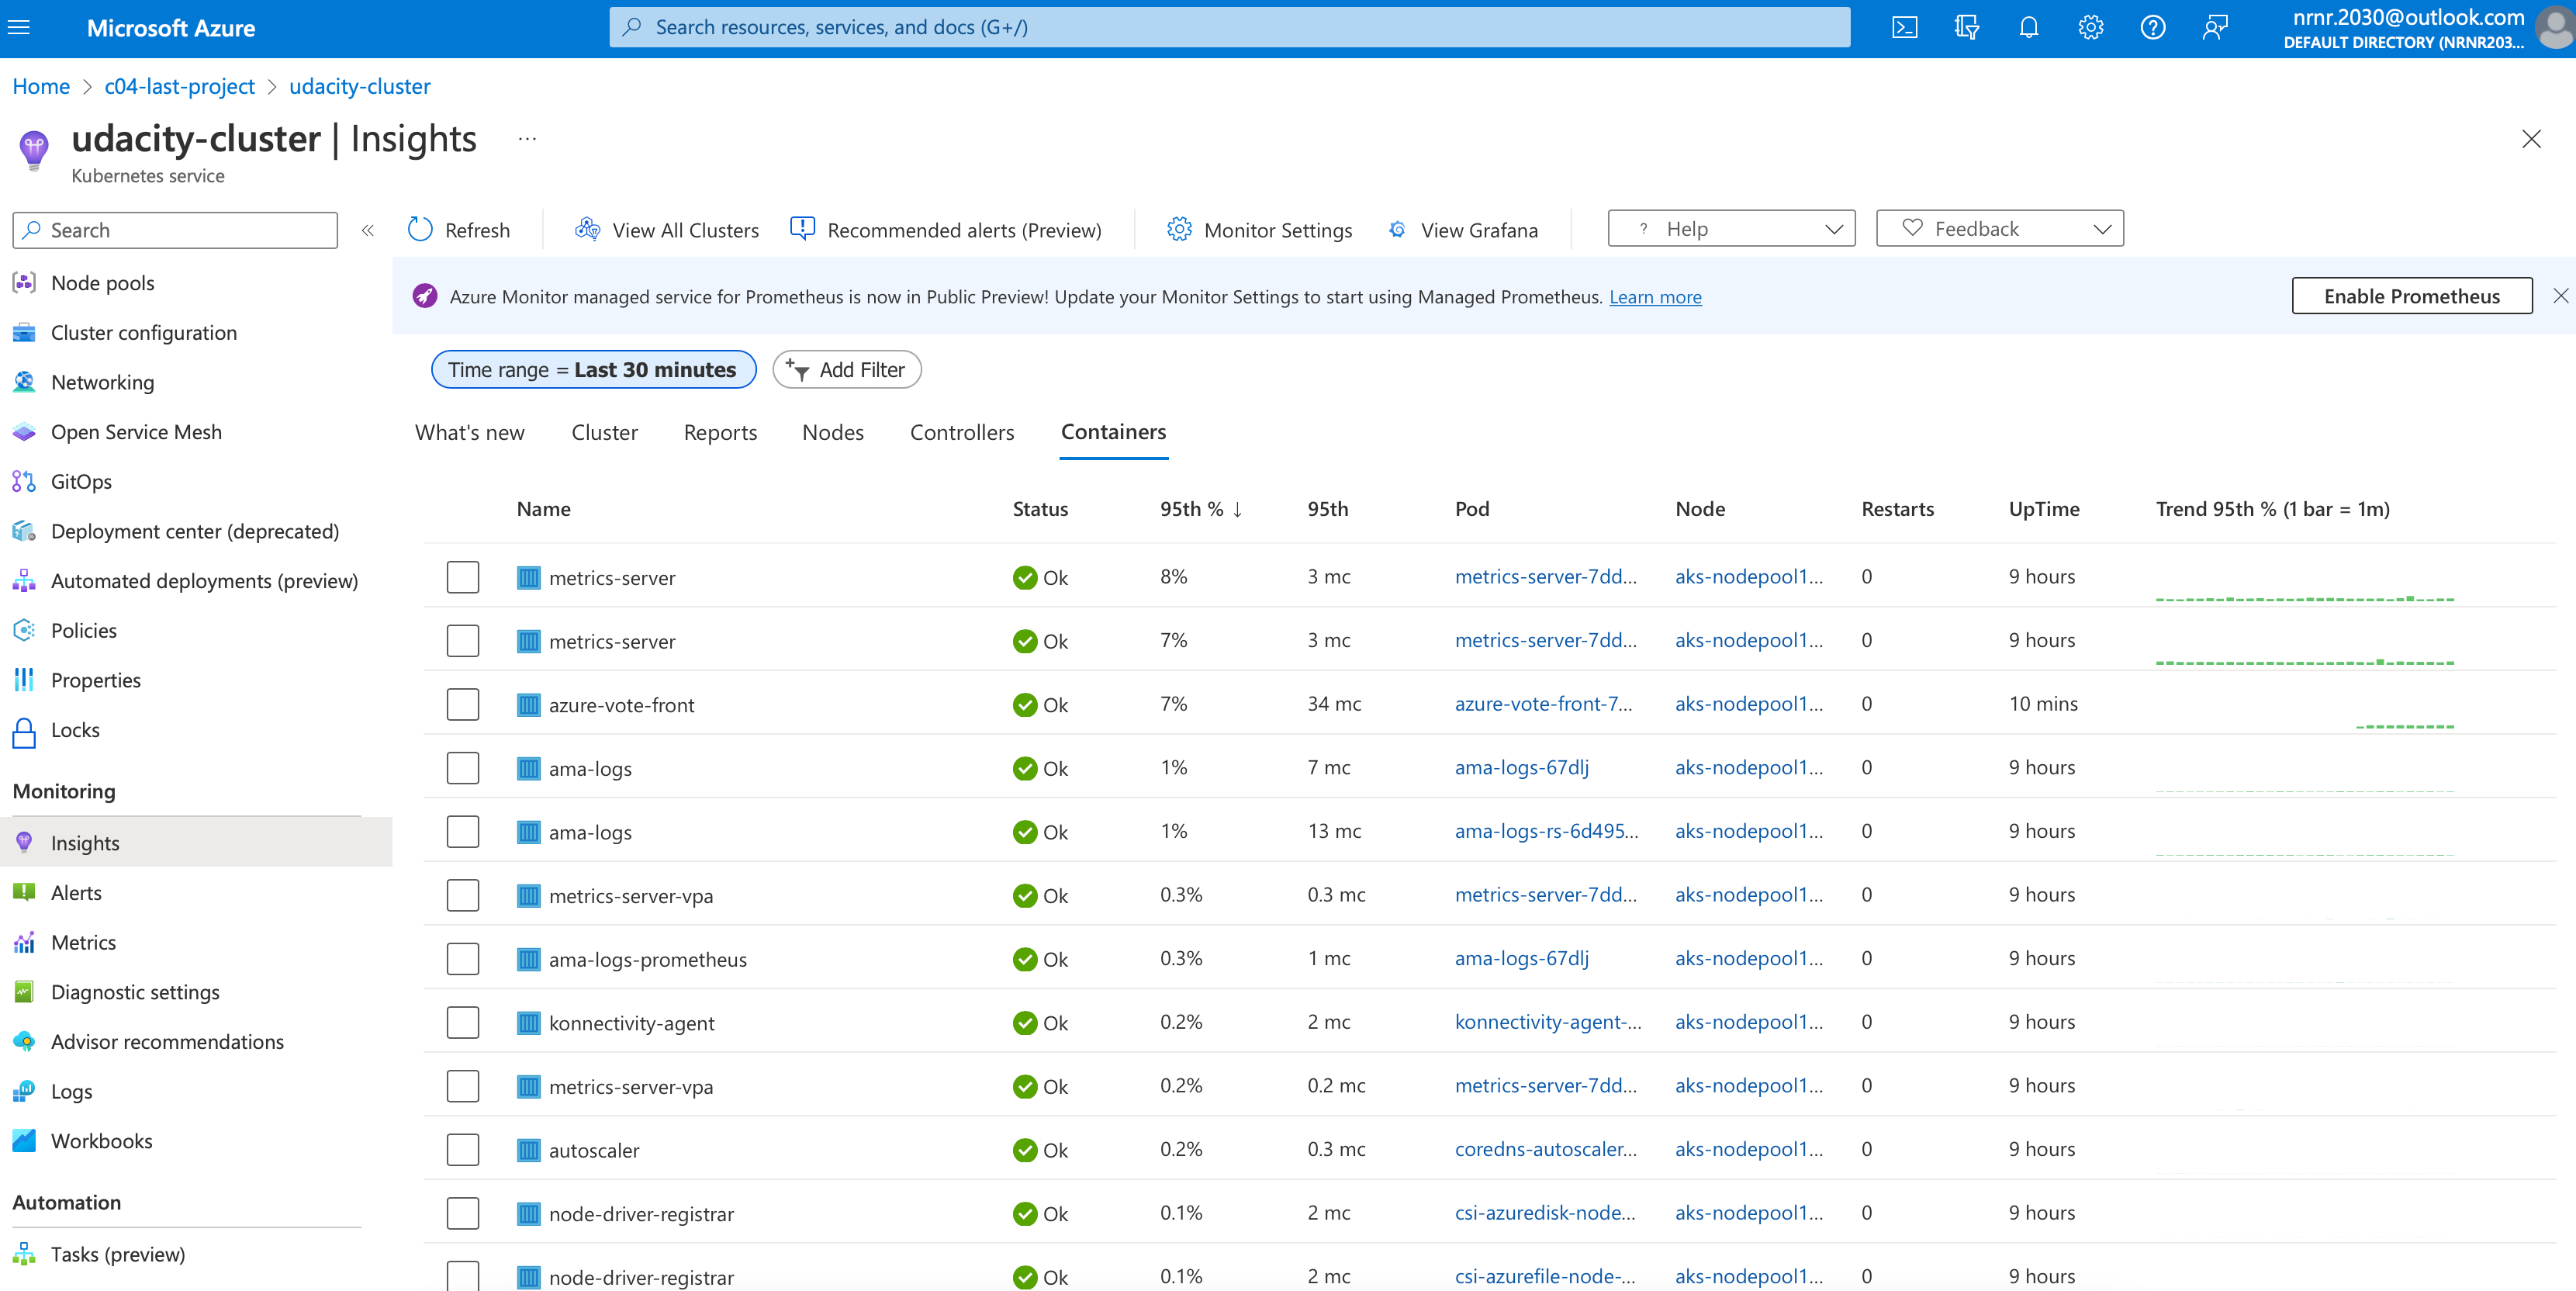 Microsoft Azure
Search resources, services, and docs (G+/)
nrnr.2030@outlook.com
DEFAULT DIRECTORY (NRNR203...
Home > c04-last-project > udacity-cluster
udacity-cluster | Insights ...
Kubernetes service
Search
«
Refresh
View All Clusters
Recommended alerts (Preview)
Monitor Settings
View Grafana
? Help
Feedback
Node pools
Cluster configuration
Networking
Open Service Mesh
GitOps
Deployment center (deprecated)
Automated deployments (preview)
Policies
Properties
Locks
Monitoring
Insights
Alerts
Metrics
Diagnostic settings
Advisor recommendations
Logs
Workbooks
Automation
Tasks (preview)
Azure Monitor managed service for Prometheus is now in Public Preview! Update your Monitor Settings to start using Managed Prometheus. Learn more
Enable Prometheus
Time range = Last 30 minutes
Add Filter
What's new Cluster Reports Nodes Controllers Containers
Name Status 95th % ↓ 95th Pod Node Restarts UpTime Trend 95th % (1 bar = 1m)
metrics-server Ok 8% 3 mc metrics-server-7dd... aks-nodepool1... 0 9 hours
metrics-server Ok 7% 3 mc metrics-server-7dd... aks-nodepool1... 0 9 hours
azure-vote-front Ok 7% 34 mc azure-vote-front-7... aks-nodepool1... 0 10 mins
ama-logs Ok 1% 7 mc ama-logs-67dlj aks-nodepool1... 0 9 hours
ama-logs Ok 1% 13 mc ama-logs-rs-6d495... aks-nodepool1... 0 9 hours
metrics-server-vpa Ok 0.3% 0.3 mc metrics-server-7dd... aks-nodepool1... 0 9 hours
ama-logs-prometheus Ok 0.3% 1 mc ama-logs-67dlj aks-nodepool1... 0 9 hours
konnectivity-agent Ok 0.2% 2 mc konnectivity-agent-... aks-nodepool1... 0 9 hours
metrics-server-vpa Ok 0.2% 0.2 mc metrics-server-7dd... aks-nodepool1... 0 9 hours
autoscaler Ok 0.2% 0.3 mc coredns-autoscaler... aks-nodepool1... 0 9 hours
node-driver-registrar Ok 0.1% 2 mc csi-azuredisk-node... aks-nodepool1... 0 9 hours
node-driver-registrar Ok 0.1% 2 mc csi-azurefile-node-... aks-nodepool1... 0 9 hours